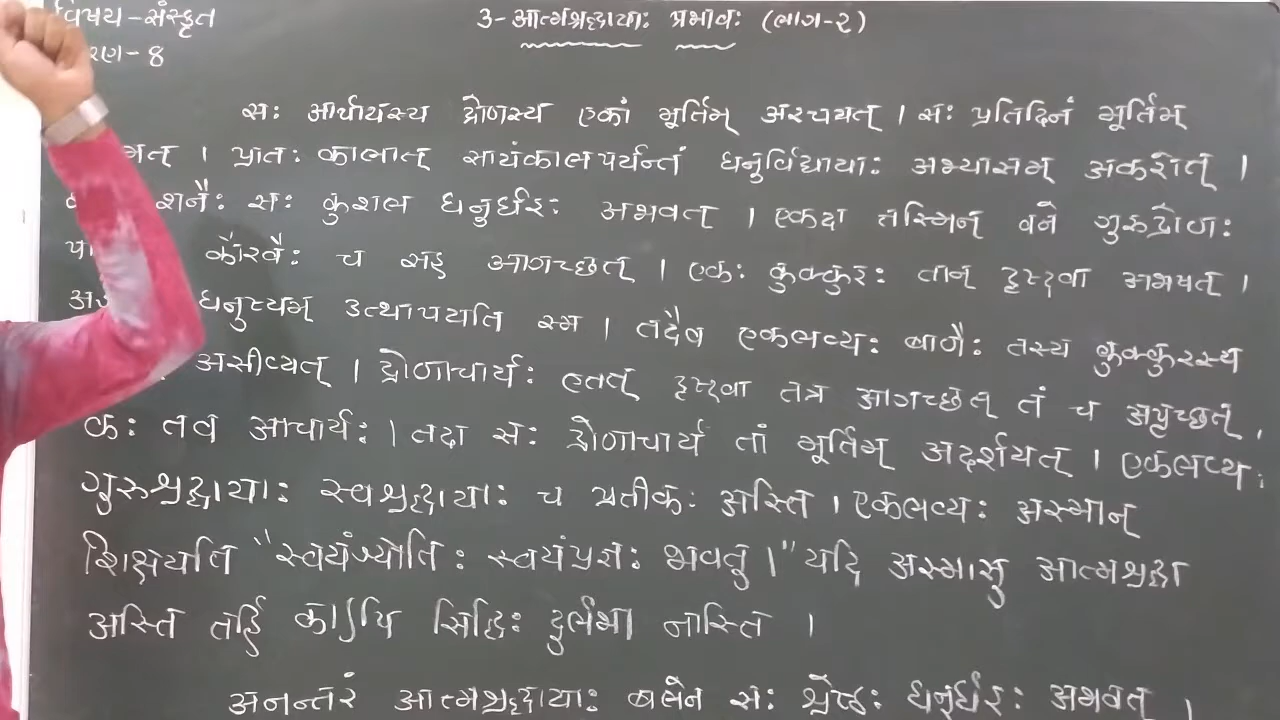 विषय-संस्कृत
3-आत्मश्रद्धायाः प्रभावः (भाग-२)
रण-8
सः आर्चायस्य द्रोणस्य एकां मूर्तिम् अरचयत् । सः प्रतिदिनं मूर्तिम्
मत् । प्रातः कालात् सायंकालपर्यन्तं धनुर्विद्यायाः अभ्यासम् अकरोत् ।
शनैः सः कुशल धनुर्धरः अभवत् । एकदा तस्मिन् वने गुरुद्रोणः
कौरवैः च सह आगच्छत् । एकः कुक्कुरः तान् दृष्ट्वा अभषत् ।
धनुष्यम् उत्थापयति स्म । तदैव एकलव्यः बाणैः तस्य कुक्कुरस्य
असीव्यत् । द्रोणाचार्यः एतत् दृष्ट्वा तत्र आगच्छत् तं च अपृच्छत्,
कः तव आचार्यः । तदा सः द्रोणाचार्य तां मूर्तिम् अदर्शयत् । एकलव्यः
गुरुश्रद्धायाः स्वश्रद्धायाः च प्रतीकः अस्ति । एकलव्यः अस्मान्
शिक्षयति "स्वयंज्योतिः स्वयंप्रज्ञः भवतु ।" यदि अस्मासु आत्मश्रद्धा
अस्ति तर्हि काऽपि सिद्धिः दुर्लभा नास्ति ।
अनन्तरं आत्मश्रद्धायाः बलेन सः श्रेष्ठः धनुर्धरः अभवत् ।